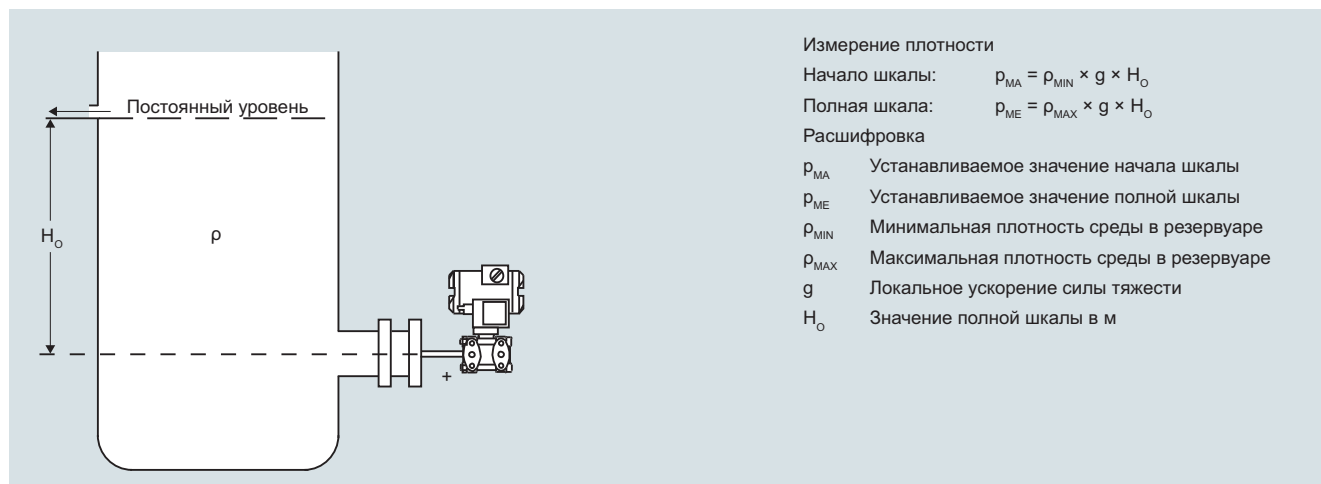 Измерение плотности
Начало шкалы: p_MA = ρ_MIN × g × H_O
Полная шкала: p_ME = ρ_MAX × g × H_O
Расшифровка
p_MA Устанавливаемое значение начала шкалы
p_ME Устанавливаемое значение полной шкалы
ρ_MIN Минимальная плотность среды в резервуаре
ρ_MAX Максимальная плотность среды в резервуаре
g Локальное ускорение силы тяжести
H_O Значение полной шкалы в м
Постоянный уровень
H_O
ρ
+